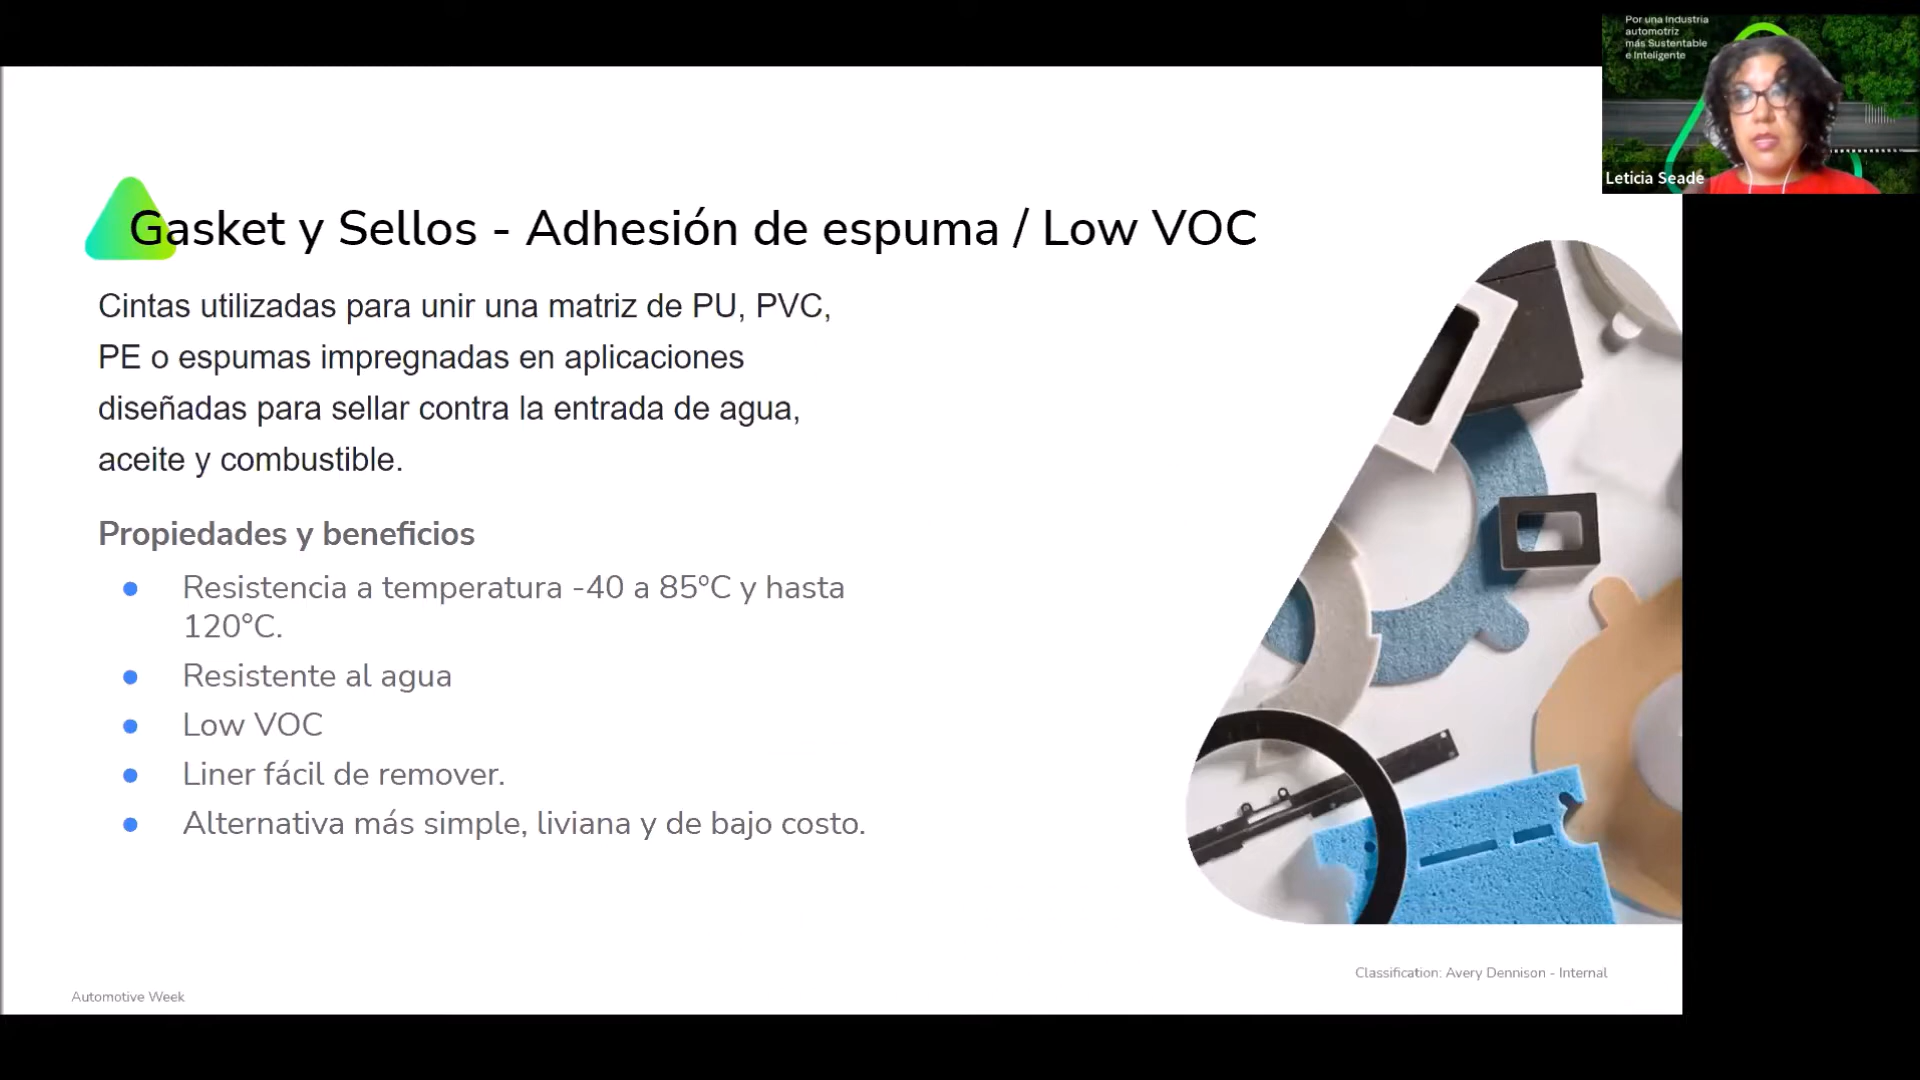 Por una Industria
automotriz
más Sustentable
e Inteligente
Leticia Seade
Gasket y Sellos - Adhesión de espuma / Low VOC
Cintas utilizadas para unir una matriz de PU, PVC,
PE o espumas impregnadas en aplicaciones
diseñadas para sellar contra la entrada de agua,
aceite y combustible.
Propiedades y beneficios
● Resistencia a temperatura -40 a 85ºC y hasta
120°C.
● Resistente al agua
● Low VOC
● Liner fácil de remover.
● Alternativa más simple, liviana y de bajo costo.
Classification: Avery Dennison - Internal
Automotive Week